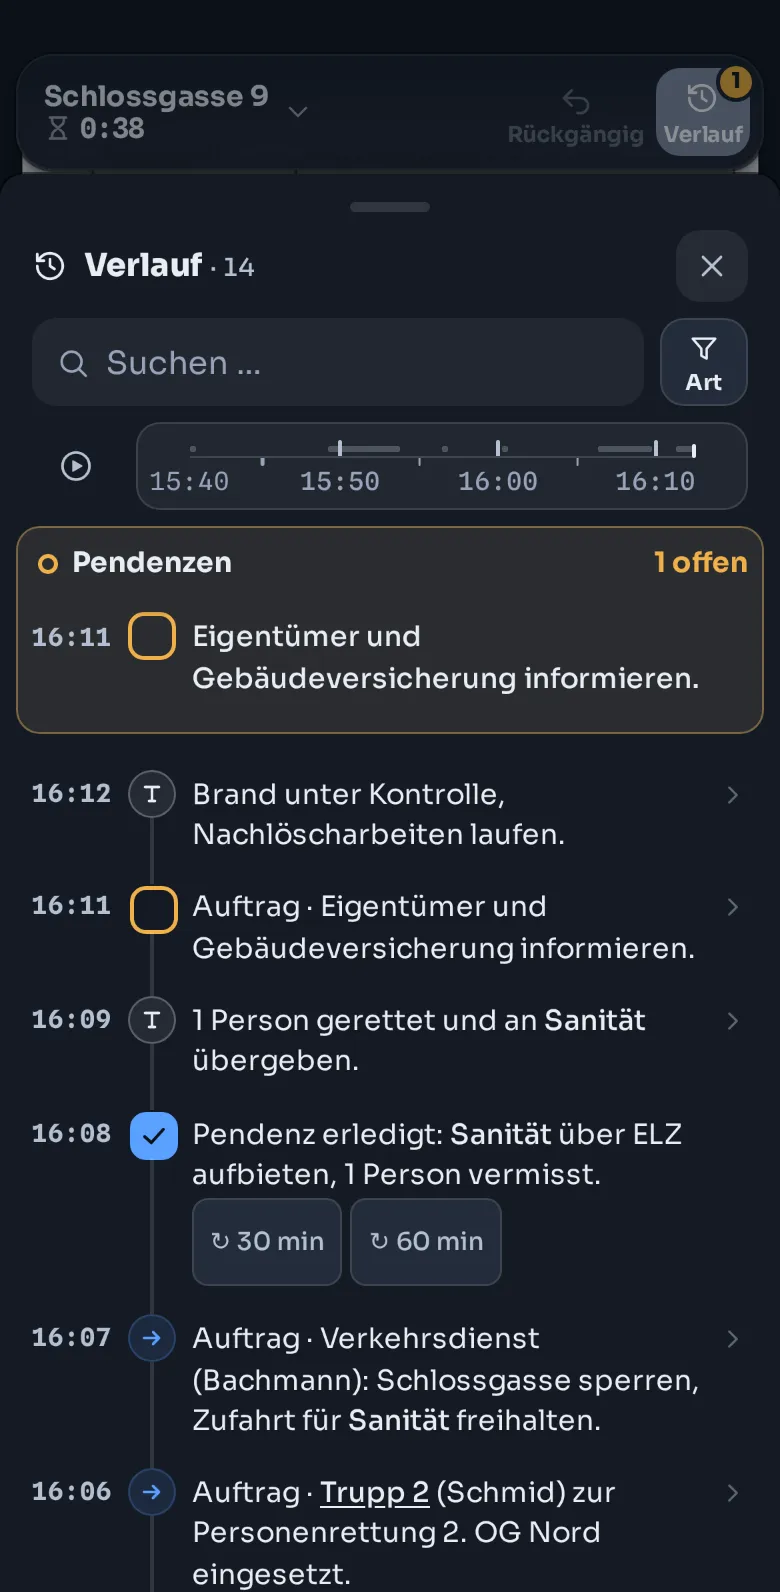 Schlossgasse 9
0:38
Rückgängig
Verlauf
1
Verlauf · 14
Suchen ...
Art
15:40 15:50 16:00 16:10
Pendenzen
1 offen
16:11 Eigentümer und
Gebäudeversicherung informieren.
16:12 T Brand unter Kontrolle,
Nachlöscharbeiten laufen.
16:11 Auftrag · Eigentümer und
Gebäudeversicherung informieren.
16:09 T 1 Person gerettet und an Sanität
übergeben.
16:08 Pendenz erledigt: Sanität über ELZ
aufbieten, 1 Person vermisst.
↻ 30 min ↻ 60 min
16:07 Auftrag · Verkehrsdienst
(Bachmann): Schlossgasse sperren,
Zufahrt für Sanität freihalten.
16:06 Auftrag · Trupp 2 (Schmid) zur
Personenrettung 2. OG Nord
eingesetzt.